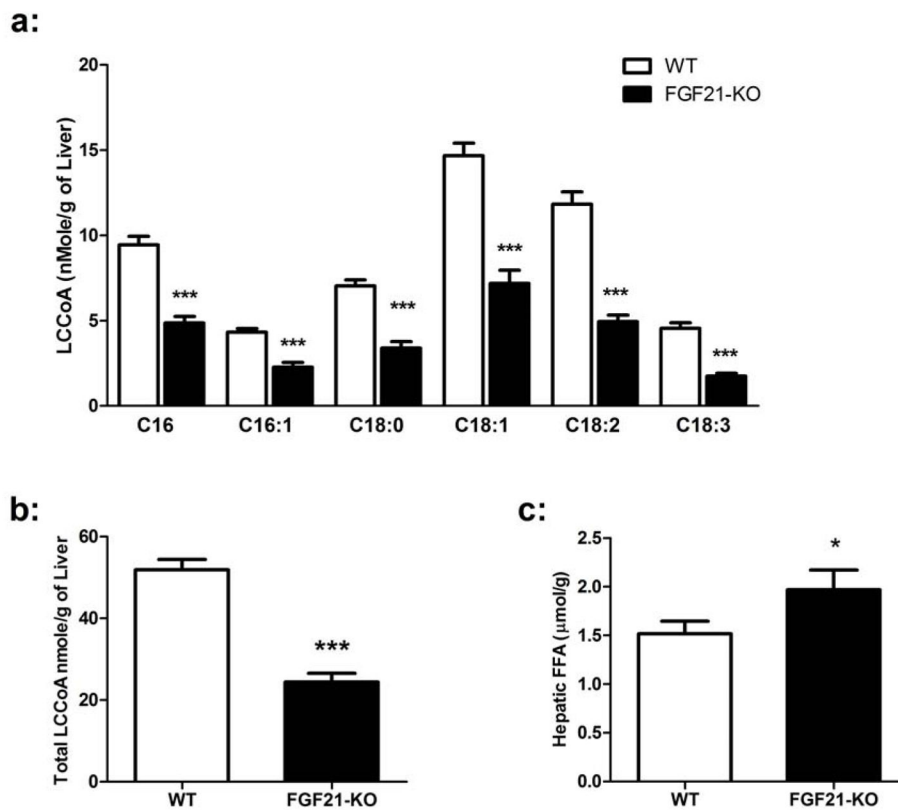 a:
WT
FGF21-KO
LCCoA (nMole/g of Liver)
20
15
10
5
0
***
***
***
***
***
***
C16 C16:1 C18:0 C18:1 C18:2 C18:3
b:
Total LCCoA nmole/g of Liver
60
40
20
0
***
WT FGF21-KO
c:
Hepatic FFA (μmol/g)
2.5
2.0
1.5
1.0
0.5
0.0
*
WT FGF21-KO